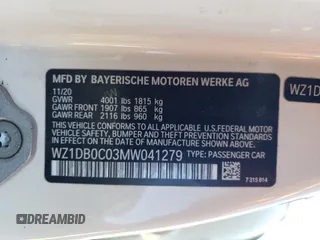 MFD BY BAYERISCHE MOTOREN WERKE AG
11/20
GVWR 4001 lbs 1815 kg
GAWR FRONT 1907 lbs 865 kg
GAWR REAR 2116 lbs 960 kg
THIS VEHICLE CONFORMS TO ALL APPLICABLE FEDERAL MOTOR
VEHICLE SAFETY, BUMPER, AND THEFT PREVENTION STANDARDS
IN EFFECT ON THE DATE OF MANUFACTURE SHOWN ABOVE.
WZ1DB0C03MW041279 TYPE: PASSENGER CAR
7 315 814
WZ1D
DREAMBID